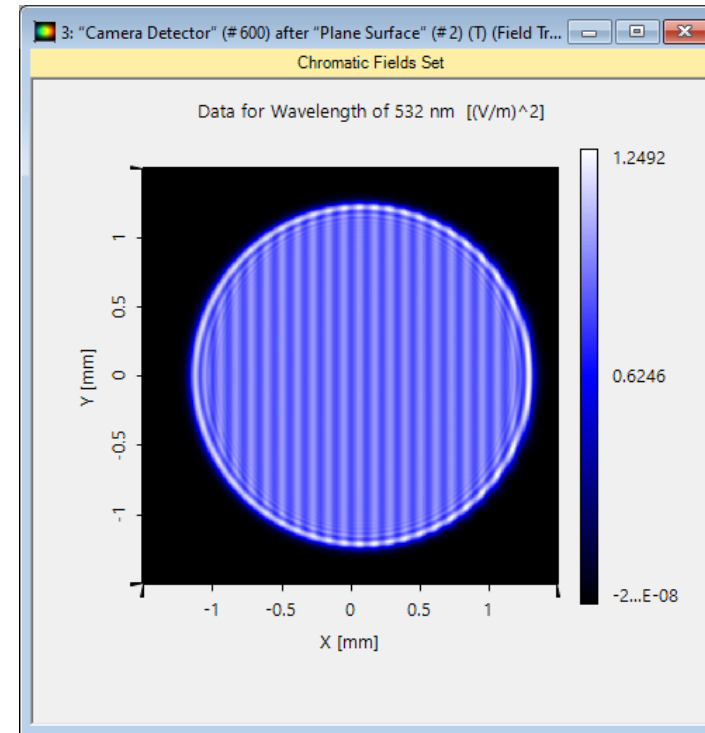 3: "Camera Detector" (#600) after "Plane Surface" (#2) (T) (Field Tr...
Chromatic Fields Set
Data for Wavelength of 532 nm [(V/m)^2]
1.2492
0.6246
-2...E-08
Y [mm]
1
0.5
0
-0.5
-1
-1 -0.5 0 0.5 1
X [mm]